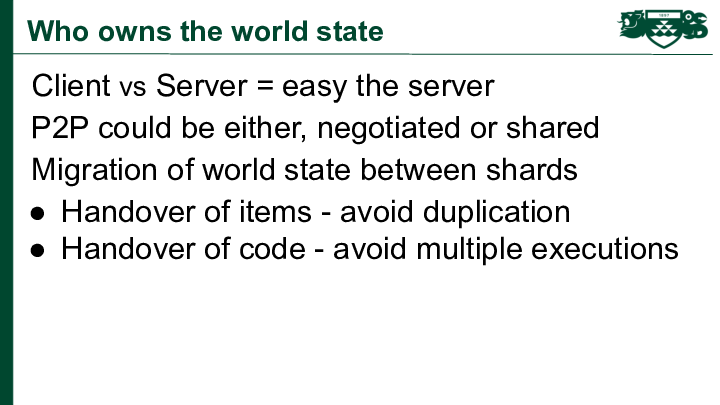 Who owns the world state
Client vs Server = easy the server
P2P could be either, negotiated or shared
Migration of world state between shards
● Handover of items - avoid duplication
● Handover of code - avoid multiple executions